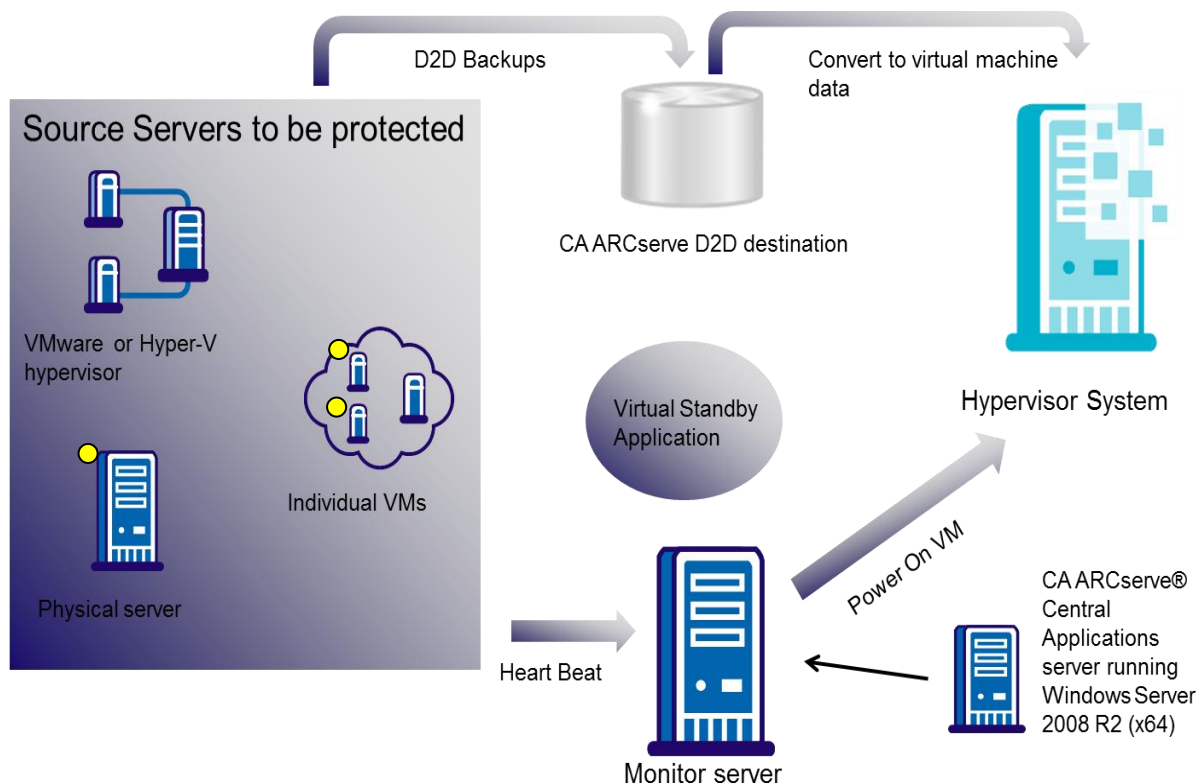 D2D Backups
Convert to virtual machine
data
Source Servers to be protected
CA ARCserve D2D destination
VMware or Hyper-V
hypervisor
Individual VMs
Physical server
Virtual Standby
Application
Hypervisor System
Heart Beat
Power On VM
Monitor server
CA ARCserve®
Central
Applications
server running
Windows Server
2008 R2 (x64)